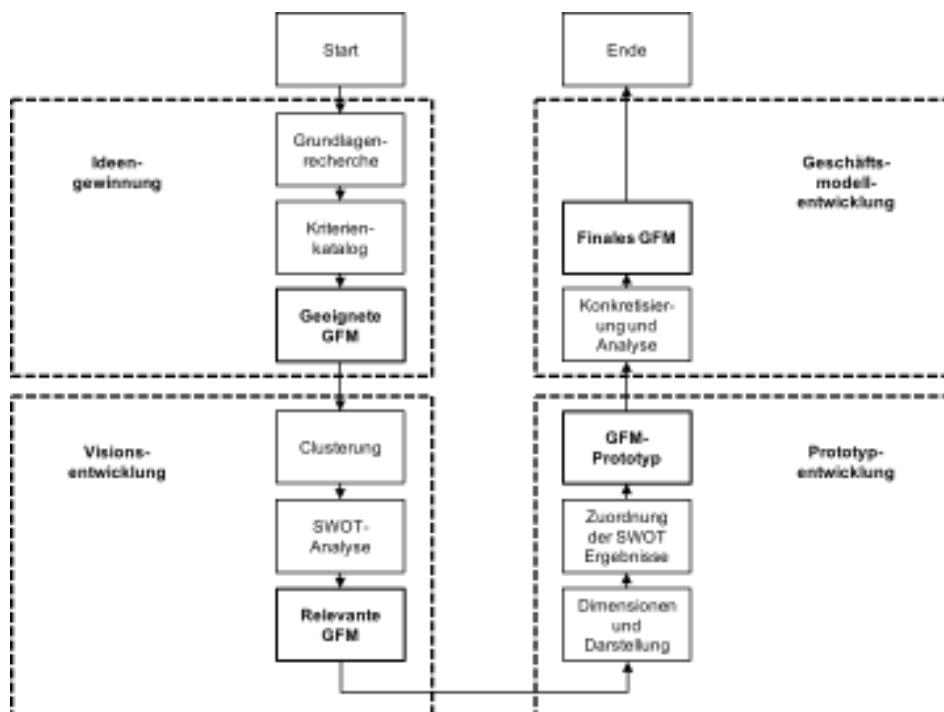 Start
Ideen-
gewinnung
Grundlagen-
recherche
Kriterien-
katalog
Geeignete
GFM
Visions-
entwicklung
Clusterung
SWOT-
Analyse
Relevante
GFM
Ende
Geschäfts-
modell-
entwicklung
Finales GFM
Konkretisier-
ung und
Analyse
Prototyp-
entwicklung
GFM-
Prototyp
Zuordnung
der SWOT
Ergebnisse
Dimensionen
und
Darstellung